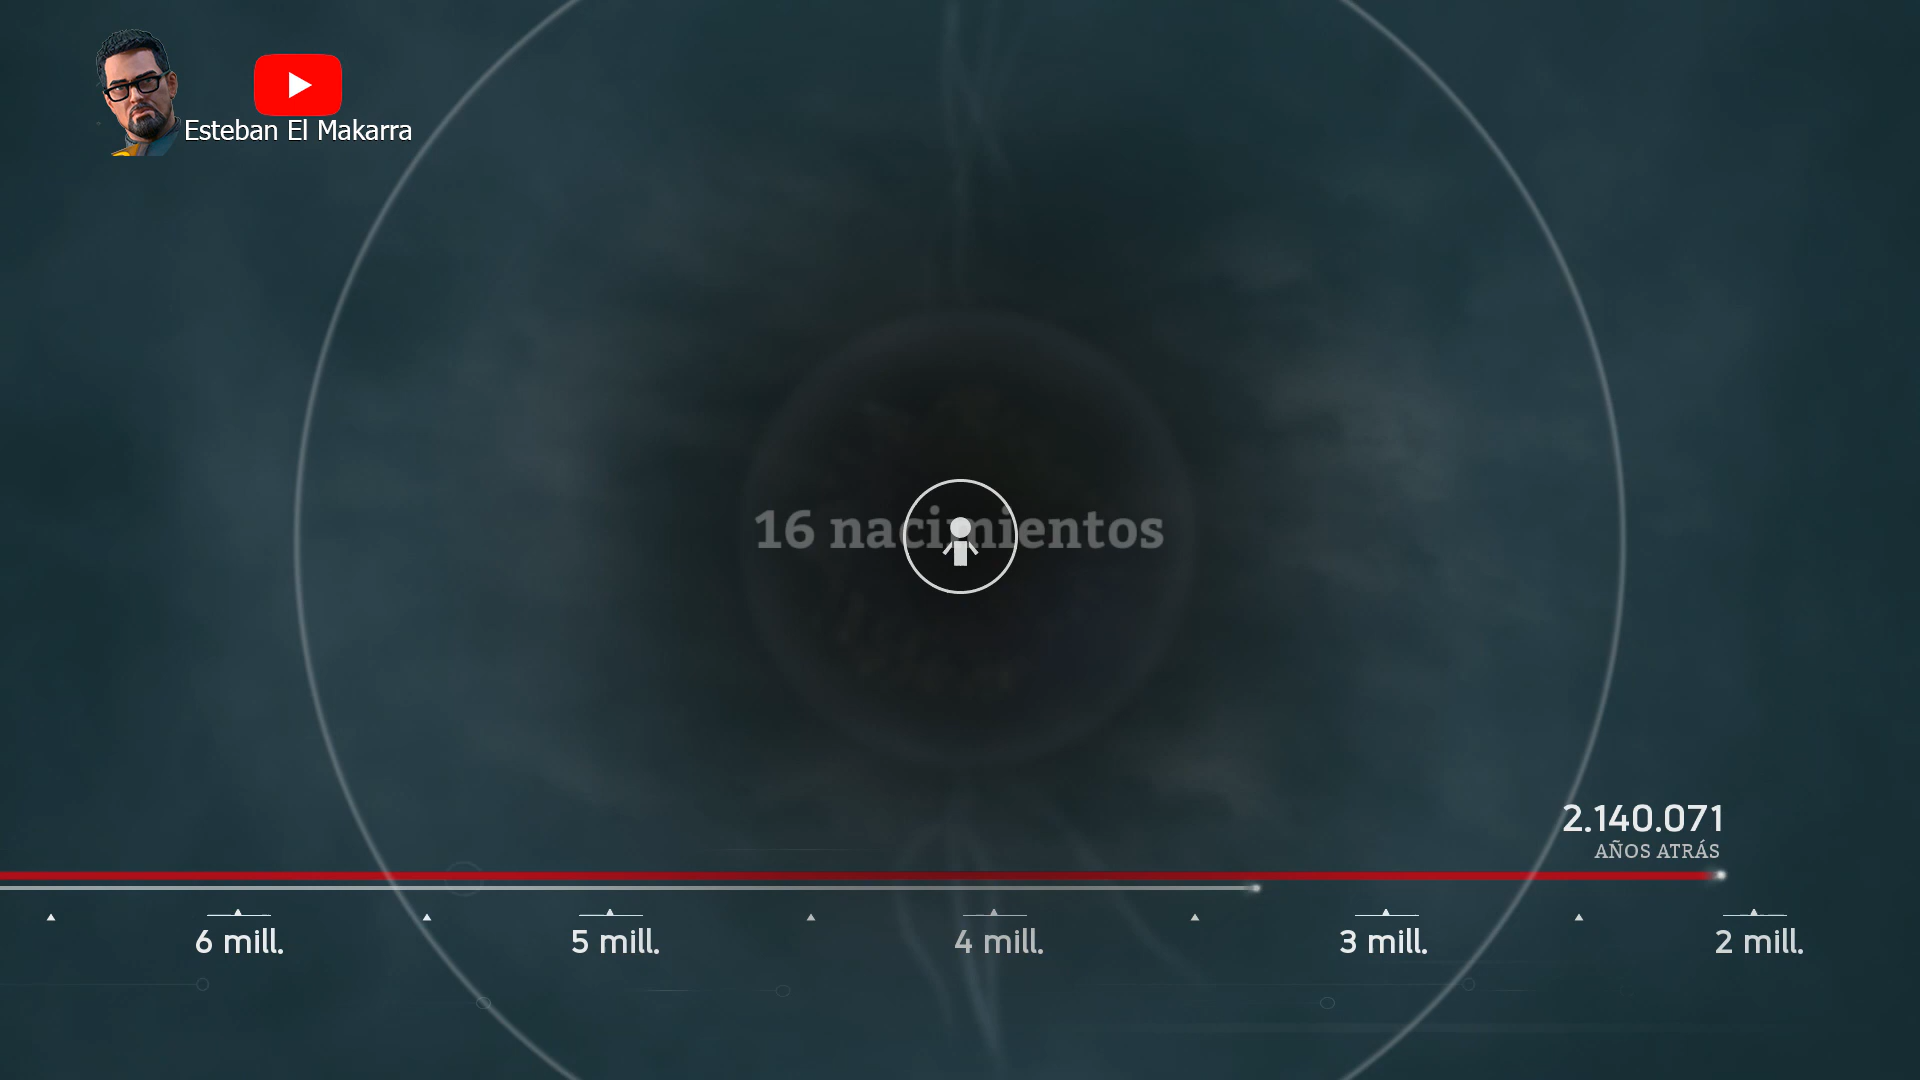 Esteban El Makarra
16 nacimientos
2.140.071
AÑOS ATRÁS
6 mill.
5 mill.
4 mill.
3 mill.
2 mill.